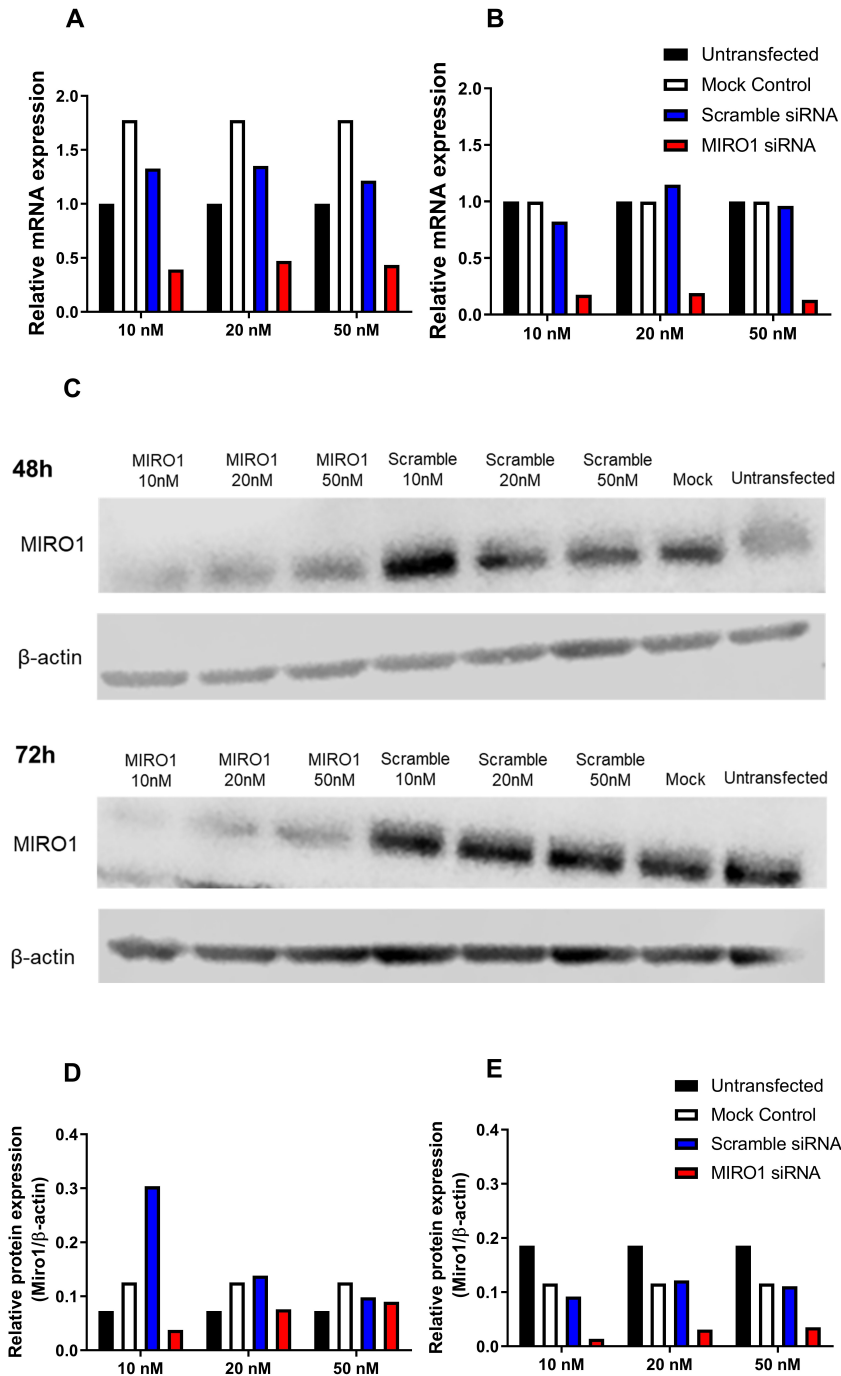 A
B
Untransfected
Mock Control
Scramble siRNA
MIRO1 siRNA
Relative mRNA expression
2.0
1.5
1.0
0.5
0.0
10 nM 20 nM 50 nM
Relative mRNA expression
2.0
1.5
1.0
0.5
0.0
10 nM 20 nM 50 nM
C
48h
MIRO1 10nM
MIRO1 20nM
MIRO1 50nM
Scramble 10nM
Scramble 20nM
Scramble 50nM
Mock
Untransfected
MIRO1
β-actin
72h
MIRO1 10nM
MIRO1 20nM
MIRO1 50nM
Scramble 10nM
Scramble 20nM
Scramble 50nM
Mock
Untransfected
MIRO1
β-actin
D
E
Untransfected
Mock Control
Scramble siRNA
MIRO1 siRNA
Relative protein expression
(Miro1/β-actin)
0.4
0.3
0.2
0.1
0.0
10 nM 20 nM 50 nM
Relative protein expression
(Miro1/β-actin)
0.4
0.3
0.2
0.1
0.0
10 nM 20 nM 50 nM